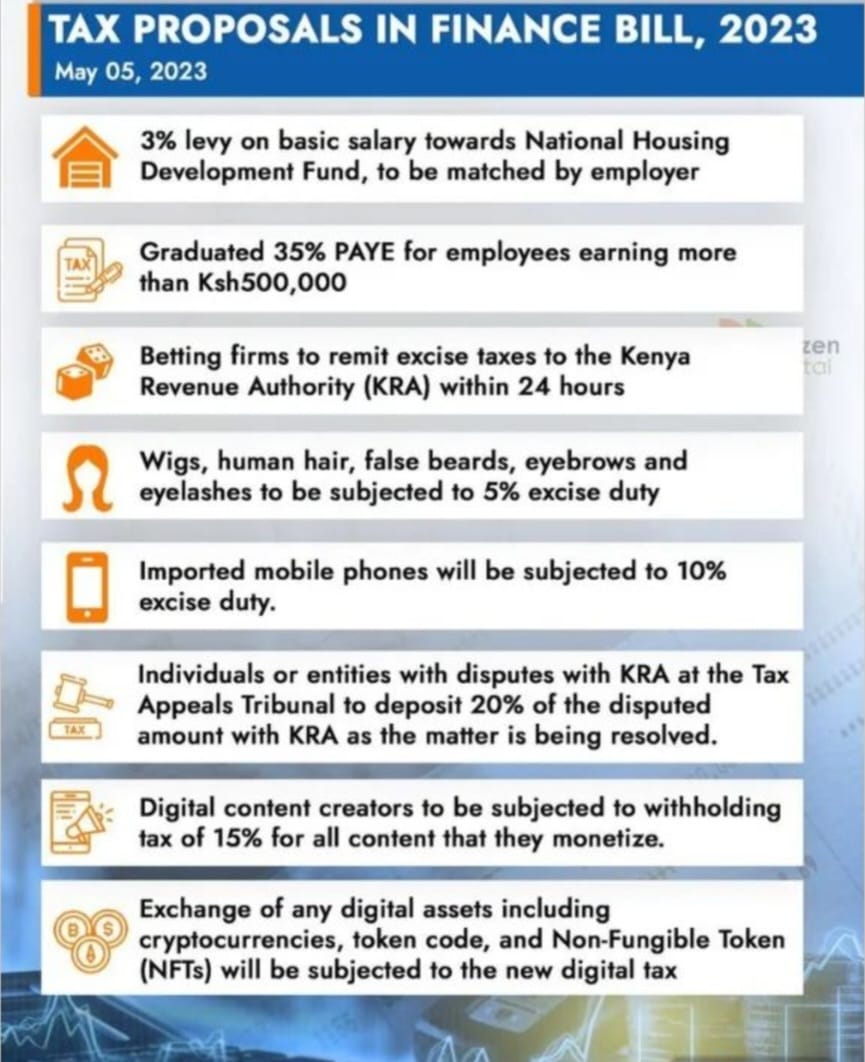 TAX PROPOSALS IN FINANCE BILL, 2023
May 05, 2023
3% levy on basic salary towards National Housing
Development Fund, to be matched by employer
TAX
Graduated 35% PAYE for employees earning more
than Ksh500,000
Betting firms to remit excise taxes to the Kenya
Revenue Authority (KRA) within 24 hours
Wigs, human hair, false beards, eyebrows and
eyelashes to be subjected to 5% excise duty
Imported mobile phones will be subjected to 10%
excise duty.
Individuals or entities with disputes with KRA at the Tax
Appeals Tribunal to deposit 20% of the disputed
amount with KRA as the matter is being resolved.
TAX
Digital content creators to be subjected to withholding
tax of 15% for all content that they monetize.
Exchange of any digital assets including
cryptocurrencies, token code, and Non-Fungible Token
(NFTs) will be subjected to the new digital tax